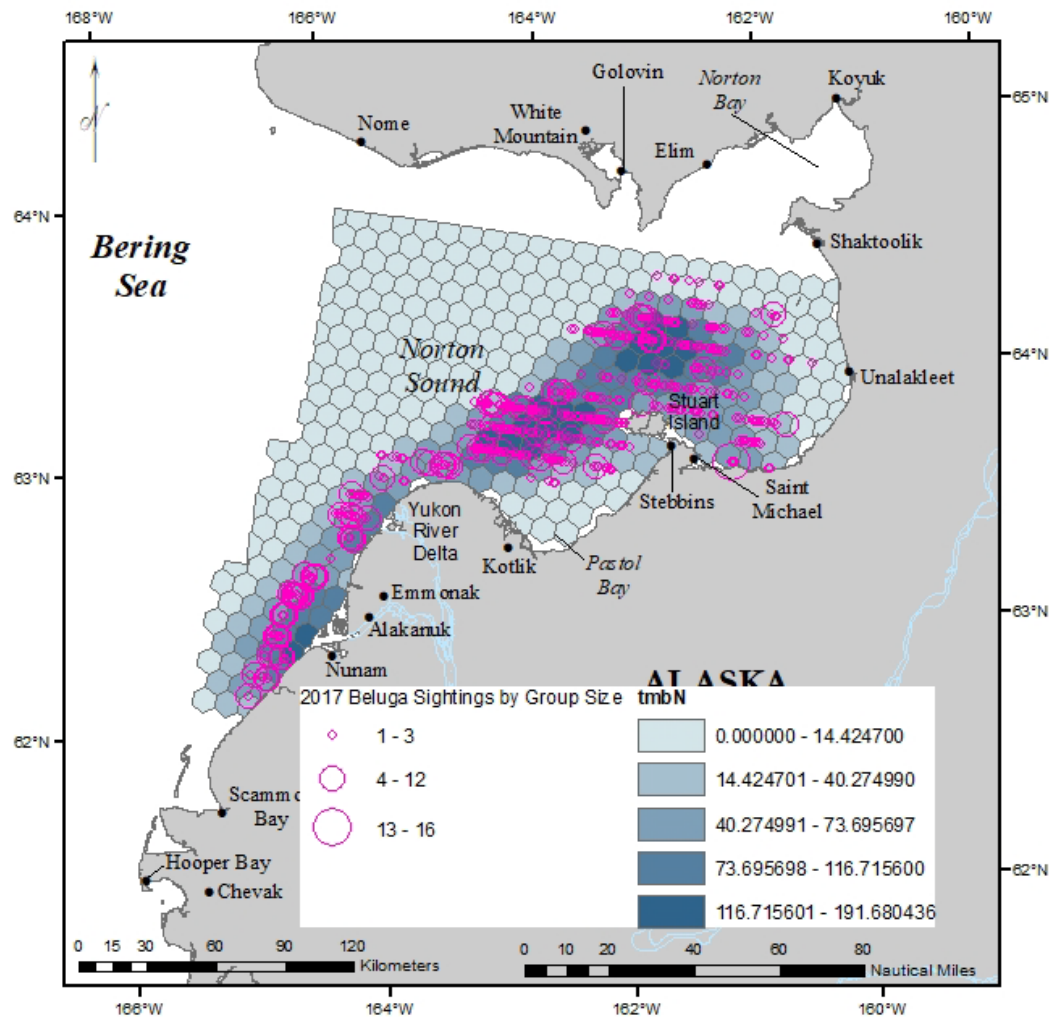 168°W 166°W 164°W 162°W 160°W
N
Golovin
Norton
Bay
Koyuk
65°N
White
Mountain
Nome
Elim
64°N
Shaktoolik
Bering
Sea
Norton
Sound
64°N
Unalakleet
Stuart
Island
63°N
Stebbins
Saint
Michael
Yukon
River
Delta
Kotlik
Pastol
Bay
Emmonak
63°N
Alakanuk
Nunam
ALASKA
2017 Beluga Sightings by Group Size
1 - 3
4 - 12
13 - 16
tmbN
0.000000 - 14.424700
14.424701 - 40.274990
40.274991 - 73.695697
73.695698 - 116.715600
116.715601 - 191.680436
62°N
Scammo
Bay
Hooper Bay
Chevak
62°N
0 15 30 60 90 120
Kilometers
0 10 20 40 60 80
Nautical Miles
166°W 164°W 162°W 160°W